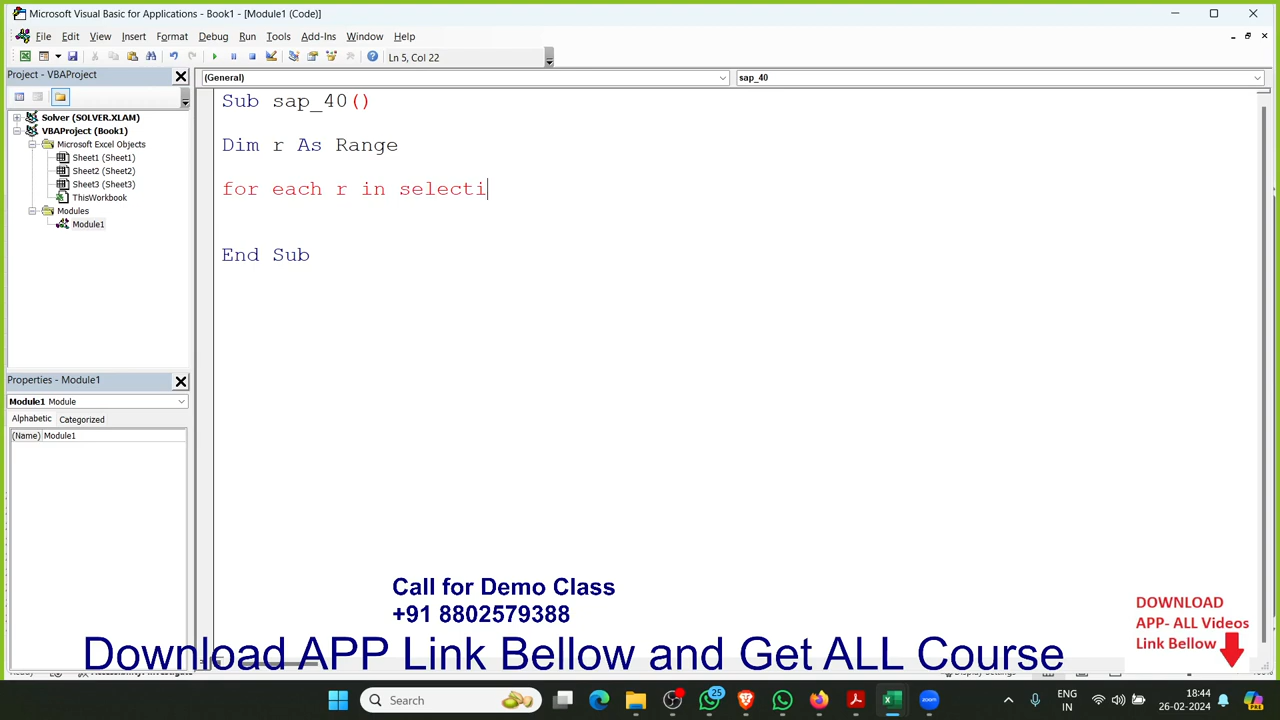 Microsoft Visual Basic for Applications - Book1 - [Module1 (Code)]
File Edit View Insert Format Debug Run Tools Add-Ins Window Help
Ln 5, Col 22
Project - VBAProject
(General)
sap_40
Solver (SOLVER.XLAM)
VBAProject (Book1)
Microsoft Excel Objects
Sheet1 (Sheet1)
Sheet2 (Sheet2)
Sheet3 (Sheet3)
ThisWorkbook
Modules
Module1
Sub sap_40()
Dim r As Range
for each r in selecti
End Sub
Properties - Module1
Module1 Module
Alphabetic Categorized
(Name) Module1
Call for Demo Class
+91 8802579388
Download APP Link Bellow and Get ALL Course
DOWNLOAD
APP- ALL Videos
Link Bellow
Search
25
zoom
ENG
IN
18:44
26-02-2024
PRE